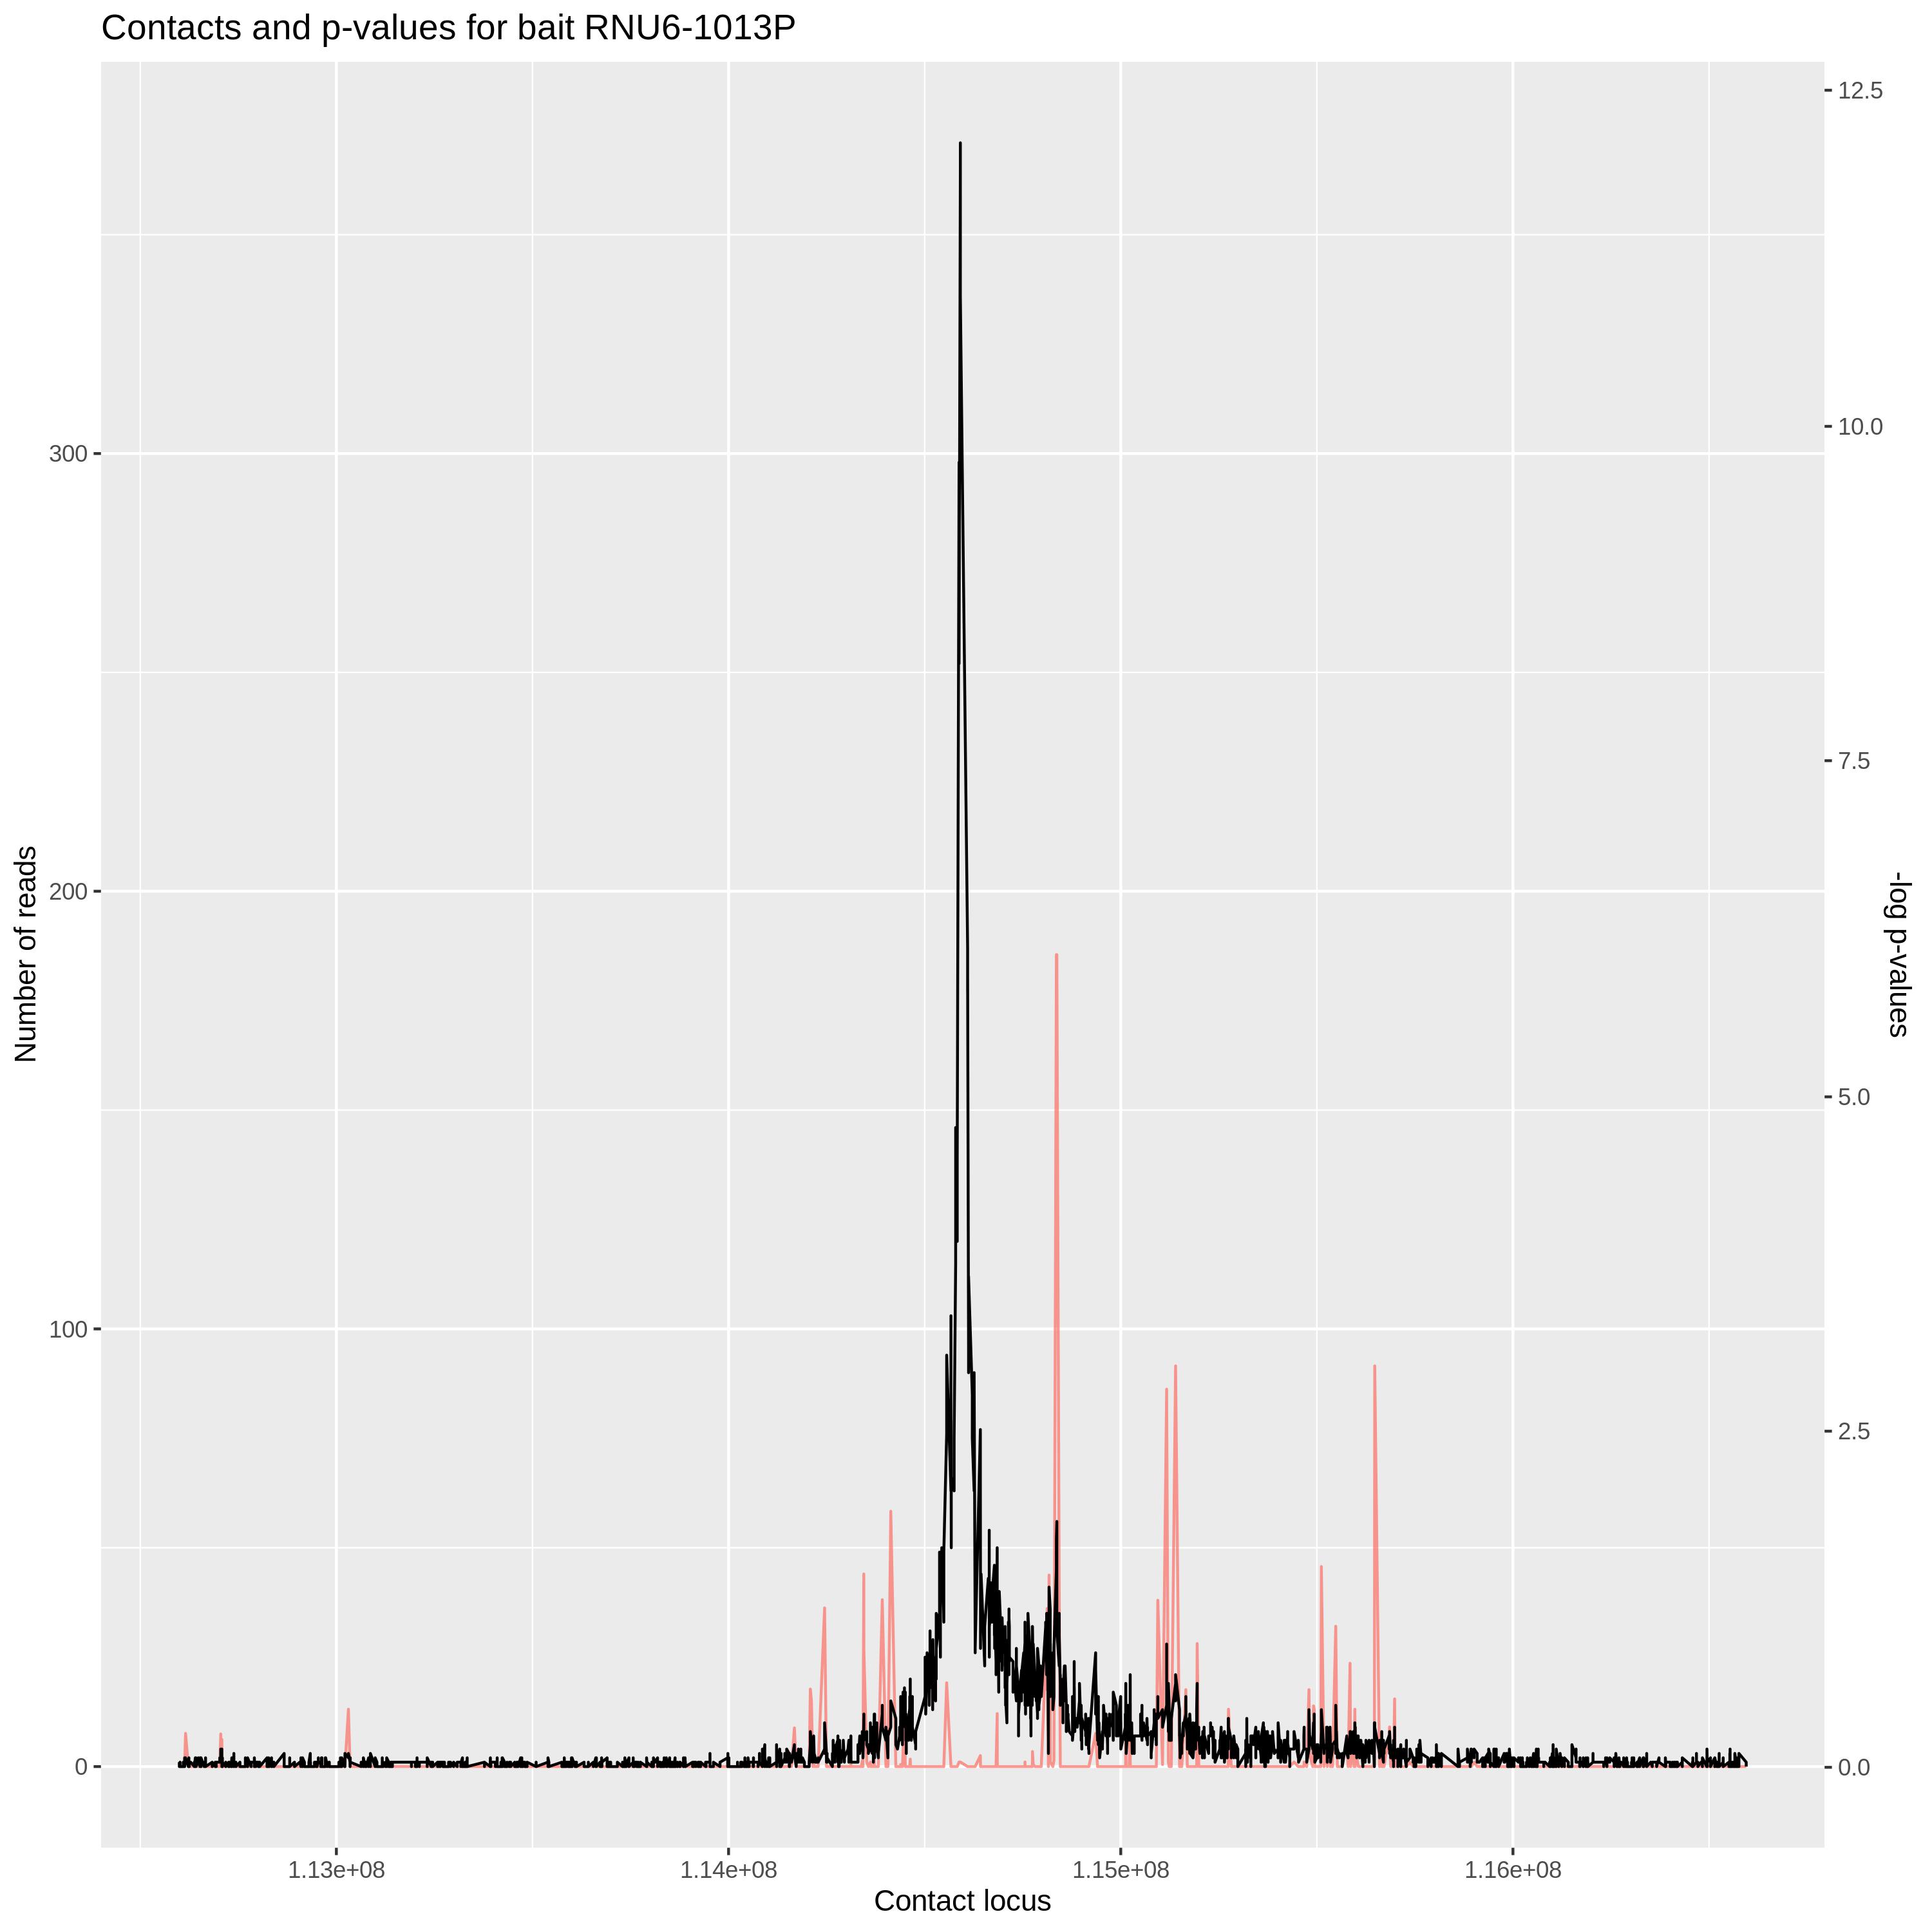 Contacts and p-values for bait RNU6-1013P
12.5
10.0
7.5
5.0
2.5
0.0
-log p-values
300
200
100
0
Number of reads
1.13e+08
1.14e+08
1.15e+08
1.16e+08
Contact locus